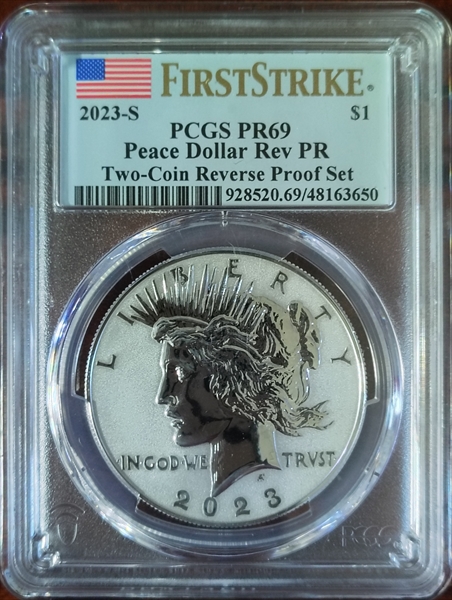 FIRSTSTRIKE®
2023-S $1
PCGS PR69
Peace Dollar Rev PR
Two-Coin Reverse Proof Set
928520.69/48163650
LIBERTY
IN GOD WE TRVST
2023